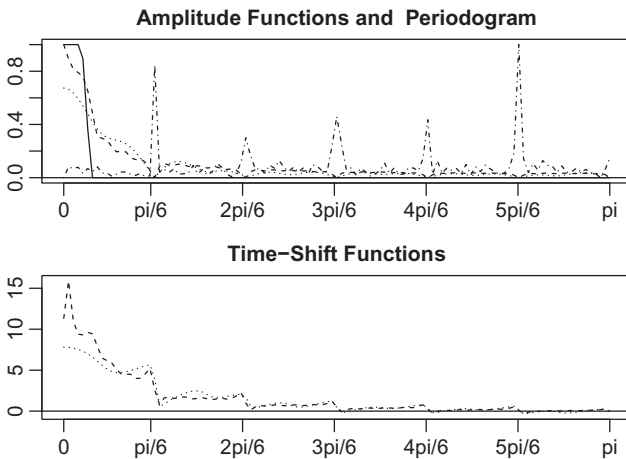 Amplitude Functions and Periodogram
0.8
0.4
0.0
0 pi/6 2pi/6 3pi/6 4pi/6 5pi/6 pi
Time−Shift Functions
15
10
5
0
0 pi/6 2pi/6 3pi/6 4pi/6 5pi/6 pi